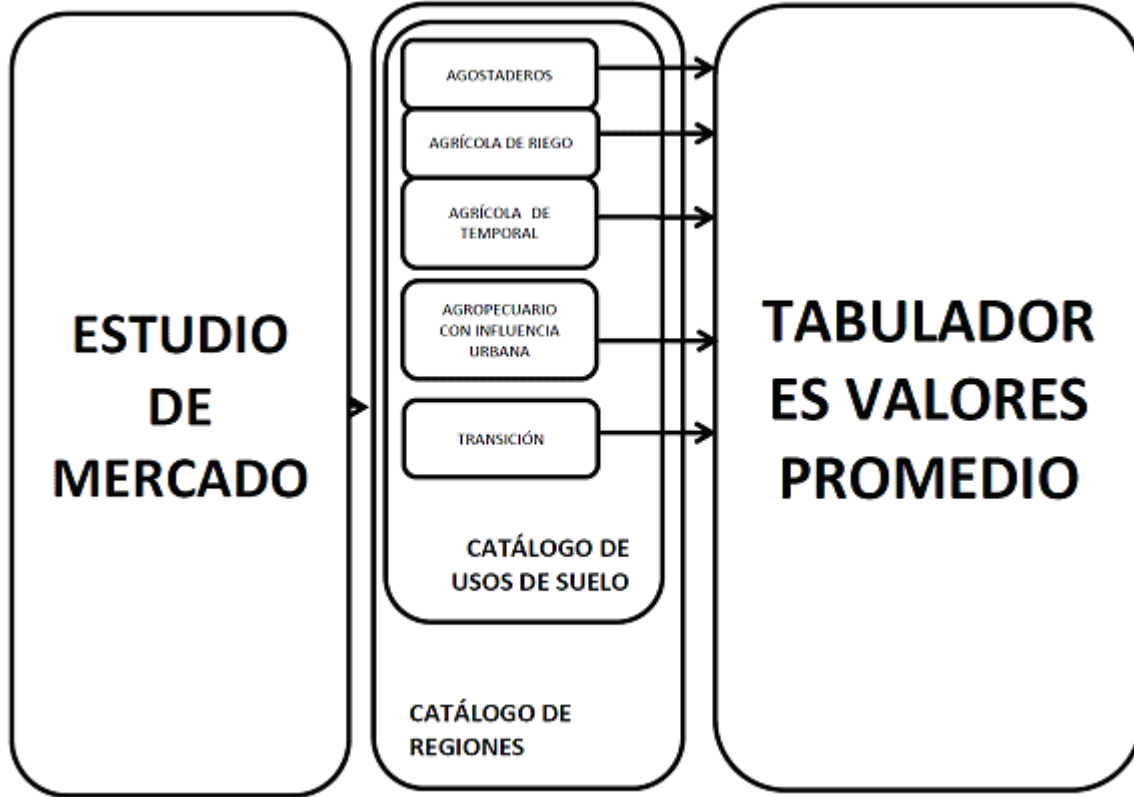 ESTUDIO
DE
MERCADO
AGOSTADEROS
AGRÍCOLA DE RIEGO
AGRÍCOLA DE
TEMPORAL
AGROPECUARIO
CON INFLUENCIA
URBANA
TRANSICIÓN
CATÁLOGO DE
USOS DE SUELO
CATÁLOGO DE
REGIONES
TABULADOR
ES VALORES
PROMEDIO